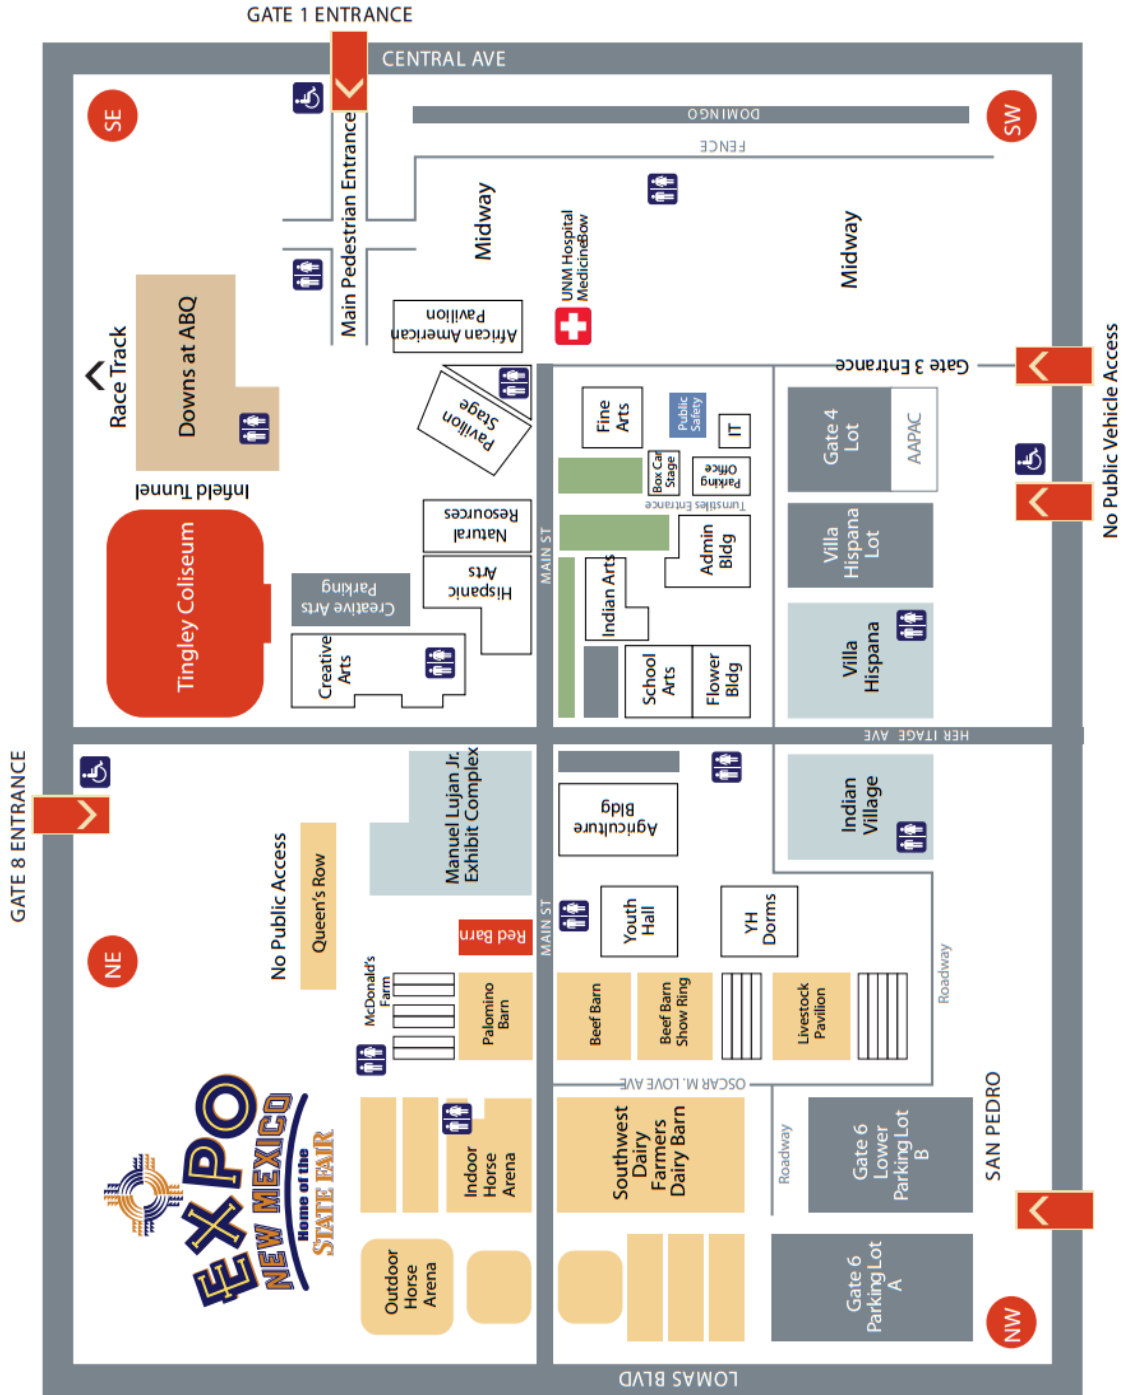 GATE 1 ENTRANCE
CENTRAL AVE
SE
SW
DOMINGO
FENCE
Main Pedestrian Entrance
Midway
UNM Hospital
MedicineBow
Midway
Race Track
Downs at ABQ
African American
Pavilion
Gate 3 Entrance
No Public Vehicle Access
Pavilion
Stage
Fine
Arts
Public
Safety
IT
Gate 4
Lot
AAPAC
Infield Tunnel
Box Car
Stage
Parking
Office
Turnstiles Entrance
Tingley Coliseum
Natural
Resources
MAIN ST
Admin
Bldg
Villa
Hispana
Lot
Creative Arts
Parking
Hispanic
Arts
Indian Arts
Creative
Arts
School
Arts
Flower
Bldg
Villa
Hispana
HERITAGE AVE
GATE 8 ENTRANCE
Manuel Lujan Jr.
Exhibit Complex
Agriculture
Bldg
Indian
Village
No Public Access
Queen's Row
NE
Red Barn
MAIN ST
Youth
Hall
YH
Dorms
Roadway
McDonald's
Farm
Palomino
Barn
Beef Barn
Beef Barn
Show Ring
Livestock
Pavilion
OSCAR M. LOVE AVE
SAN PEDRO
EXPO
NEW MEXICO
Home of the
STATE FAIR
Indoor
Horse
Arena
Southwest
Dairy
Farmers
Dairy Barn
Roadway
Gate 6
Lower
Parking Lot
B
Outdoor
Horse
Arena
Gate 6
Parking Lot
A
NW
LOMAS BLVD